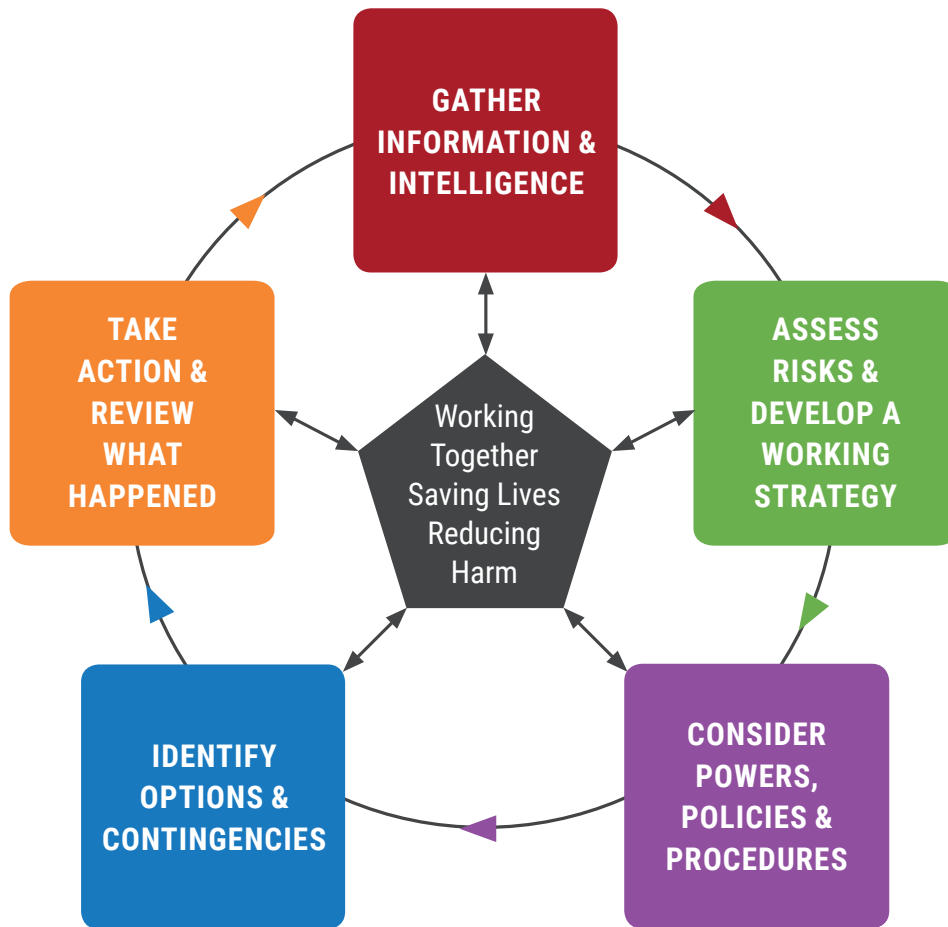 GATHER
INFORMATION &
INTELLIGENCE
ASSESS
RISKS &
DEVELOP A
WORKING
STRATEGY
CONSIDER
POWERS,
POLICIES &
PROCEDURES
IDENTIFY
OPTIONS &
CONTINGENCIES
TAKE
ACTION &
REVIEW
WHAT
HAPPENED
Working
Together
Saving Lives
Reducing
Harm